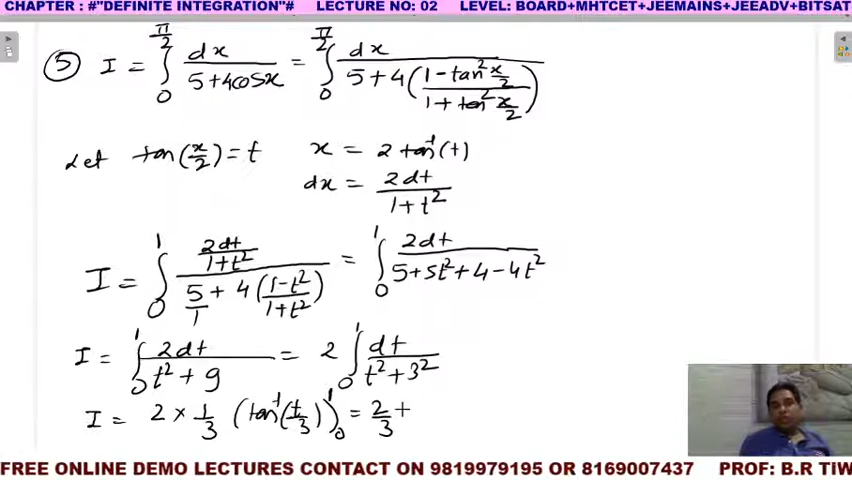 CHAPTER : #"DEFINITE INTEGRATION"# LECTURE NO: 02 LEVEL: BOARD+MHTCET+JEEMAINS+JEEADV+BITSAT
⑤ I = ∫₀^{π/2} dx/(5+4cosx) = ∫₀^{π/2} dx/(5+4((1-tan² x/2)/(1+tan² x/2)))
Let tan(x/2) = t x = 2 tan⁻¹(t)
dx = 2dt/(1+t²)
I = ∫₀¹ (2dt/(1+t²))/(5/1 + 4((1-t²)/(1+t²))) = ∫₀¹ 2dt/(5+5t²+4-4t²)
I = ∫₀¹ 2dt/(t²+9) = 2 ∫₀¹ dt/(t²+3²)
I = 2 × 1/3 (tan⁻¹(t/3))₀¹ = 2/3 t
FREE ONLINE DEMO LECTURES CONTACT ON 9819979195 OR 8169007437 PROF: B.R TiW